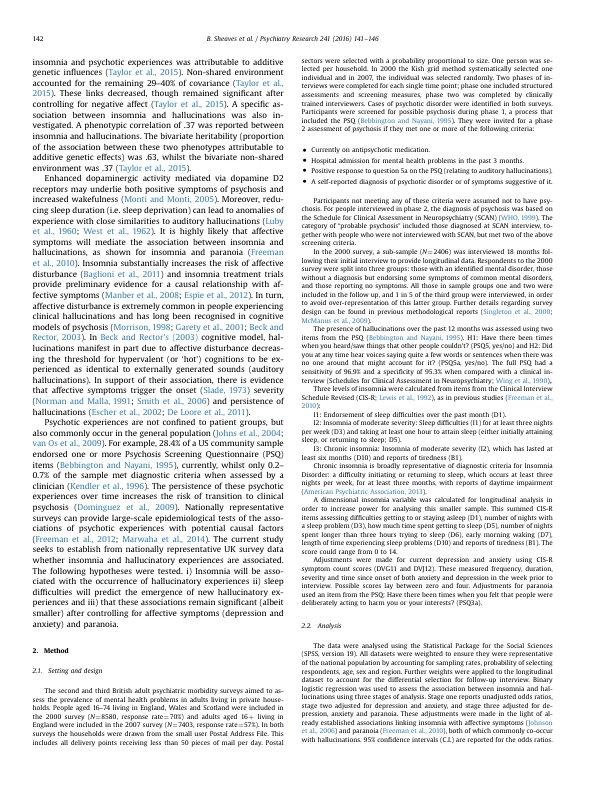 142
B. Sheaves et al. / Psychiatry Research 241 (2016) 141–146
insomnia and psychotic experiences was attributable to additive
genetic influences (Taylor et al., 2015). Non-shared environment
accounted for the remaining 29–40% of covariance (Taylor et al.,
2015). These links decreased, though remained significant after
controlling for negative affect (Taylor et al., 2015). A specific as-
sociation between insomnia and hallucinations was also in-
vestigated. A phenotypic correlation of .37 was reported between
insomnia and hallucinations. The bivariate heritability (proportion
of the association between these two phenotypes attributable to
additive genetic effects) was .63, whilst the bivariate non-shared
environment was .37 (Taylor et al., 2015).
Enhanced dopaminergic activity mediated via dopamine D2
receptors may underlie both positive symptoms of psychosis and
increased wakefulness (Monti and Monti, 2005). Moreover, redu-
cing sleep duration (i.e. sleep deprivation) can lead to anomalies of
experience with close similarities to auditory hallucinations (Luby
et al., 1960; West et al., 1962). It is highly likely that affective
symptoms will mediate the association between insomnia and
hallucinations, as shown for insomnia and paranoia (Freeman
et al., 2010). Insomnia substantially increases the risk of affective
disturbance (Baglioni et al., 2011) and insomnia treatment trials
provide preliminary evidence for a causal relationship with af-
fective symptoms (Manber et al., 2008; Espie et al., 2012). In turn,
affective disturbance is extremely common in people experiencing
clinical hallucinations and has long been recognised in cognitive
models of psychosis (Morrison, 1998; Garety et al., 2001; Beck and
Rector, 2003). In Beck and Rector's (2003) cognitive model, hal-
lucinations manifest in part due to affective disturbance decreas-
ing the threshold for hypervalent (or 'hot') cognitions to be ex-
perienced as identical to externally generated sounds (auditory
hallucinations). In support of their association, there is evidence
that affective symptoms trigger the onset (Slade, 1973) severity
(Norman and Malla, 1991; Smith et al., 2006) and persistence of
hallucinations (Escher et al., 2002; De Loore et al., 2011).
Psychotic experiences are not confined to patient groups, but
also commonly occur in the general population (Johns et al., 2004;
van Os et al., 2009). For example, 28.4% of a US community sample
endorsed one or more Psychosis Screening Questionnaire (PSQ)
items (Bebbington and Nayani, 1995), currently, whilst only 0.2–
0.7% of the sample met diagnostic criteria when assessed by a
clinician (Kendler et al., 1996). The persistence of these psychotic
experiences over time increases the risk of transition to clinical
psychosis (Dominguez et al., 2009). Nationally representative
surveys can provide large-scale epidemiological tests of the asso-
ciations of psychotic experiences with potential causal factors
(Freeman et al., 2012; Marwaha et al., 2014). The current study
seeks to establish from nationally representative UK survey data
whether insomnia and hallucinatory experiences are associated.
The following hypotheses were tested. i) Insomnia will be asso-
ciated with the occurrence of hallucinatory experiences ii) sleep
difficulties will predict the emergence of new hallucinatory ex-
periences and iii) that these associations remain significant (albeit
smaller) after controlling for affective symptoms (depression and
anxiety) and paranoia.
2. Method
2.1. Setting and design
The second and third British adult psychiatric morbidity surveys aimed to as-
sess the prevalence of mental health problems in adults living in private house-
holds. People aged 16–74 living in England, Wales and Scotland were included in
the 2000 survey (N=8580, response rate=70%) and adults aged 16+ living in
England were included in the 2007 survey (N=7403, response rate=57%). In both
surveys the households were drawn from the small user Postal Address File. This
includes all delivery points receiving less than 50 pieces of mail per day. Postal
sectors were selected with a probability proportional to size. One person was se-
lected per household. In 2000 the Kish grid method systematically selected one
individual and in 2007, the individual was selected randomly. Two phases of in-
terviews were completed for each single time point; phase one included structured
assessments and screening measures, phase two was completed by clinically
trained interviewers. Cases of psychotic disorder were identified in both surveys.
Participants were screened for possible psychosis during phase 1, a process that
included the PSQ (Bebbington and Nayani, 1995). They were invited for a phase
2 assessment of psychosis if they met one or more of the following criteria:
• Currently on antipsychotic medication.
• Hospital admission for mental health problems in the past 3 months.
• Positive response to question 5a on the PSQ (relating to auditory hallucinations).
• A self-reported diagnosis of psychotic disorder or of symptoms suggestive of it.
Participants not meeting any of these criteria were assumed not to have psy-
chosis. For people interviewed in phase 2, the diagnosis of psychosis was based on
the Schedule for Clinical Assessment in Neuropsychiatry (SCAN) (WHO, 1999). The
category of "probable psychosis" included those diagnosed at SCAN interview, to-
gether with people who were not interviewed with SCAN, but met two of the above
screening criteria.
In the 2000 survey, a sub-sample (N=2406) was interviewed 18 months fol-
lowing their initial interview to provide longitudinal data. Respondents to the 2000
survey were split into three groups: those with an identified mental disorder, those
without a diagnosis but endorsing some symptoms of common mental disorders,
and those reporting no symptoms. All those in sample groups one and two were
included in the follow up, and 1 in 5 of the third group were interviewed, in order
to avoid over-representation of this latter group. Further details regarding survey
design can be found in previous methodological reports (Singleton et al., 2000;
McManus et al., 2009).
The presence of hallucinations over the past 12 months was assessed using two
items from the PSQ (Bebbington and Nayani, 1995). H1: Have there been times
when you heard/saw things that other people couldn't? (PSQ5, yes/no) and H2: Did
you at any time hear voices saying quite a few words or sentences when there was
no one around that might account for it? (PSQ5a, yes/no). The full PSQ had a
sensitivity of 96.9% and a specificity of 95.3% when compared with a clinical in-
terview (Schedules for Clinical Assessment in Neuropsychiatry; Wing et al., 1990),.
Three levels of insomnia were calculated from items from the Clinical Interview
Schedule Revised (CIS-R; Lewis et al., 1992), as in previous studies (Freeman et al.,
2010):
I1: Endorsement of sleep difficulties over the past month (D1).
I2: Insomnia of moderate severity: Sleep difficulties (I1) for at least three nights
per week (D3) and taking at least one hour to attain sleep (either initially attaining
sleep, or returning to sleep; D5).
I3: Chronic insomnia: Insomnia of moderate severity (I2), which has lasted at
least six months (D10) and reports of tiredness (B1).
Chronic insomnia is broadly representative of diagnostic criteria for Insomnia
Disorder: a difficulty initiating or returning to sleep, which occurs at least three
nights per week, for at least three months, with reports of daytime impairment
(American Psychiatric Association, 2013).
A dimensional insomnia variable was calculated for longitudinal analysis in
order to increase power for analysing this smaller sample. This summed CIS-R
items assessing difficulties getting to or staying asleep (D1), number of nights with
a sleep problem (D3), how much time spent getting to sleep (D5), number of nights
spent longer than three hours trying to sleep (D6), early morning waking (D7),
length of time experiencing sleep problems (D10) and reports of tiredness (B1). The
score could range from 0 to 14.
Adjustments were made for current depression and anxiety using CIS-R
symptom count scores (DVG11 and DVJ12). These measured frequency, duration,
severity and time since onset of both anxiety and depression in the week prior to
interview. Possible scores lay between zero and four. Adjustments for paranoia
used an item from the PSQ: Have there been times when you felt that people were
deliberately acting to harm you or your interests? (PSQ3a).
2.2. Analysis
The data were analysed using the Statistical Package for the Social Sciences
(SPSS, version 19). All datasets were weighted to ensure they were representative
of the national population by accounting for sampling rates, probability of selecting
respondents, age, sex and region. Further weights were applied to the longitudinal
dataset to account for the differential selection for follow-up interview. Binary
logistic regression was used to assess the association between insomnia and hal-
lucinations using three stages of analysis. Stage one reports unadjusted odds ratios,
stage two adjusted for depression and anxiety, and stage three adjusted for de-
pression, anxiety and paranoia. These adjustments were made in the light of al-
ready established associations linking insomnia with affective symptoms (Johnson
et al., 2006) and paranoia (Freeman et al., 2010), both of which commonly co-occur
with hallucinations. 95% confidence intervals (C.I.) are reported for the odds ratios.